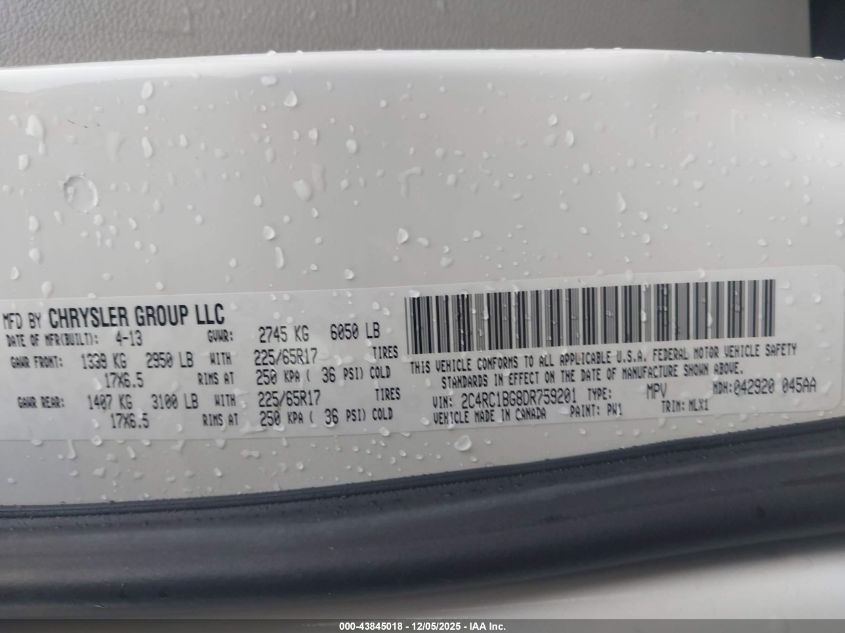 MFD BY CHRYSLER GROUP LLC
DATE OF MFR(BUILT): 4-13 GVWR: 2745 KG 6050 LB
GAWR FRONT: 1339 KG 2950 LB WITH 225/65R17 TIRES
17X6.5 RIMS AT 250 KPA ( 36 PSI) COLD
GAWR REAR: 1407 KG 3100 LB WITH 225/65R17 TIRES
17X6.5 RIMS AT 250 KPA ( 36 PSI) COLD
THIS VEHICLE CONFORMS TO ALL APPLICABLE U.S.A. FEDERAL MOTOR VEHICLE SAFETY
STANDARDS IN EFFECT ON THE DATE OF MANUFACTURE SHOWN ABOVE.
VIN: 2C4RC1BG8DR759201 TYPE: MPV MDH: 042920 045AA
VEHICLE MADE IN CANADA PAINT: PW1 TRIM: MLX1
000-43845018 - 12/05/2025 - IAA Inc.